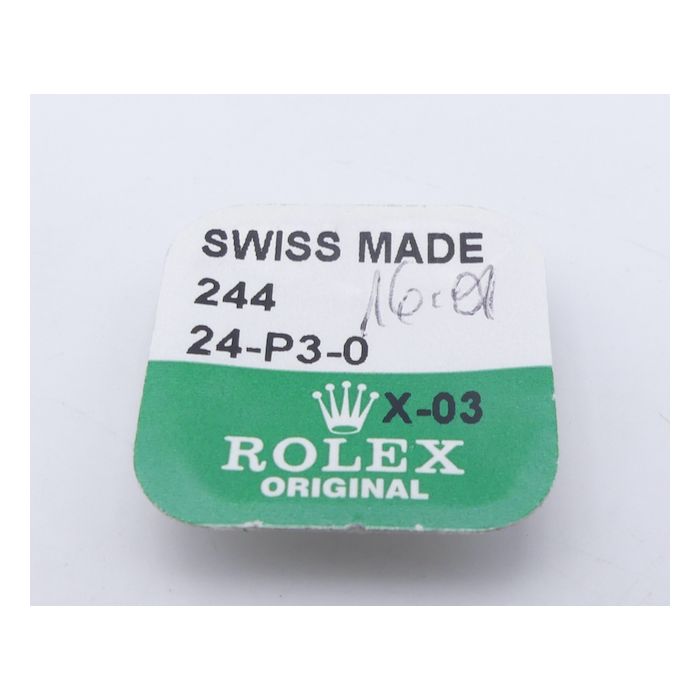 SWISS MADE
244
24-P3-0
X-03
ROLEX
ORIGINAL